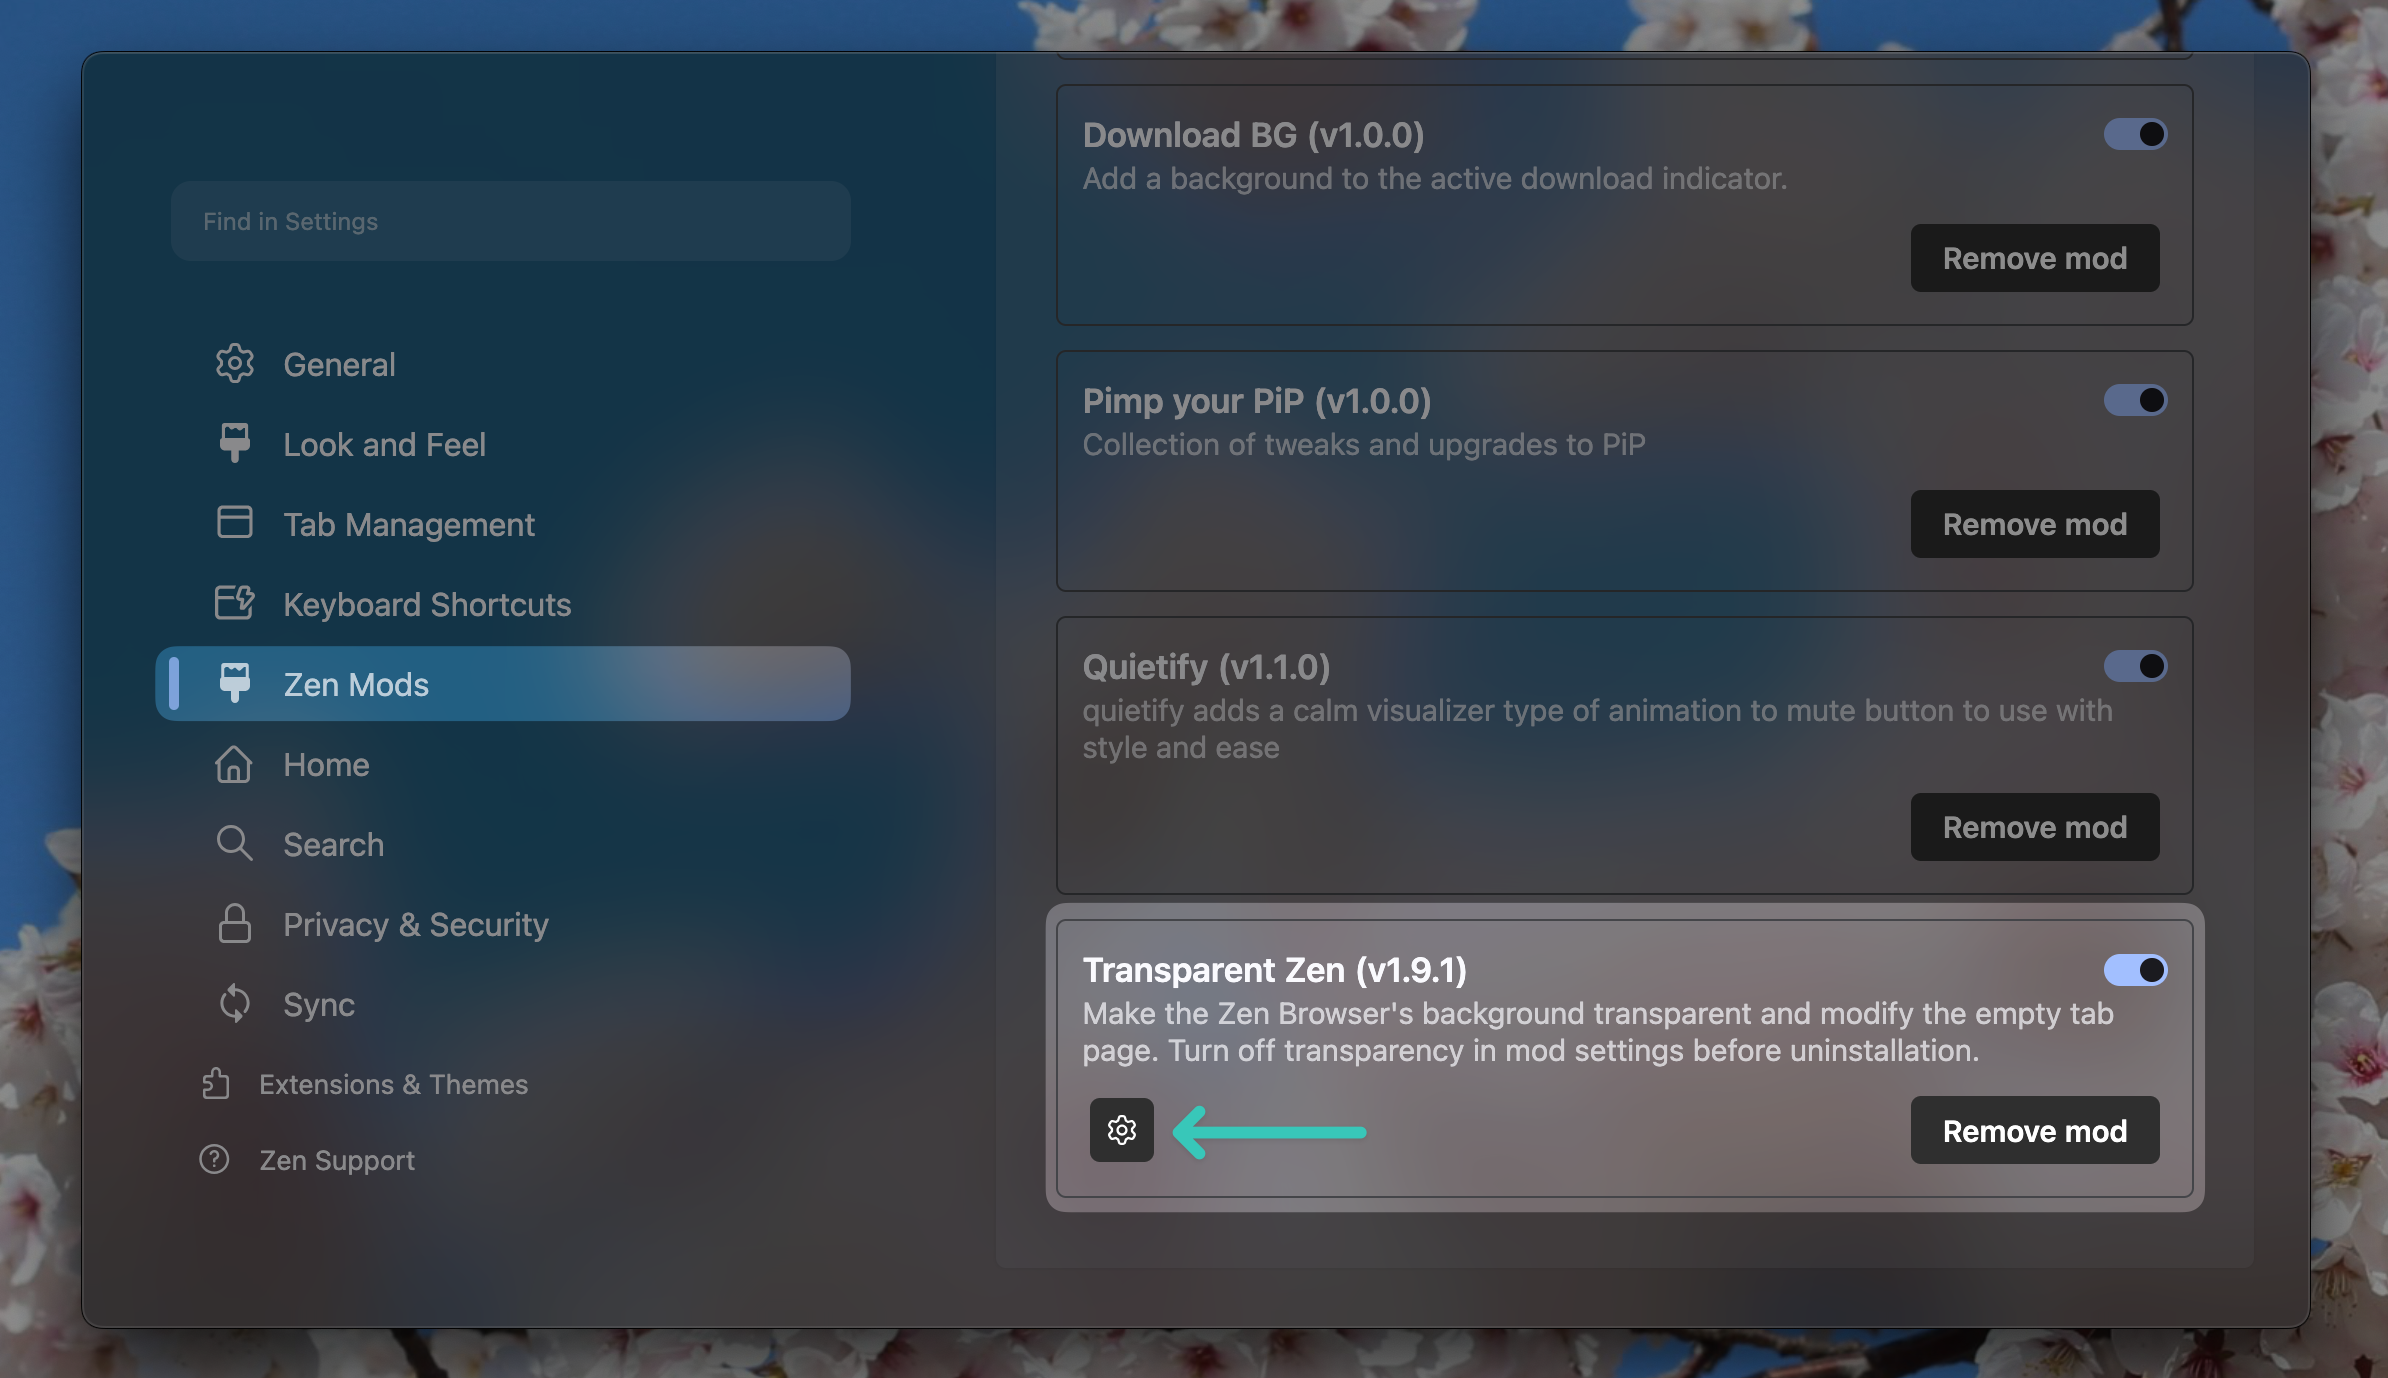 Find in Settings
General
Look and Feel
Tab Management
Keyboard Shortcuts
Zen Mods
Home
Search
Privacy & Security
Sync
Extensions & Themes
Zen Support
Download BG (v1.0.0)
Add a background to the active download indicator.
Remove mod
Pimp your PiP (v1.0.0)
Collection of tweaks and upgrades to PiP
Remove mod
Quietify (v1.1.0)
quietify adds a calm visualizer type of animation to mute button to use with
style and ease
Remove mod
Transparent Zen (v1.9.1)
Make the Zen Browser's background transparent and modify the empty tab
page. Turn off transparency in mod settings before uninstallation.
Remove mod